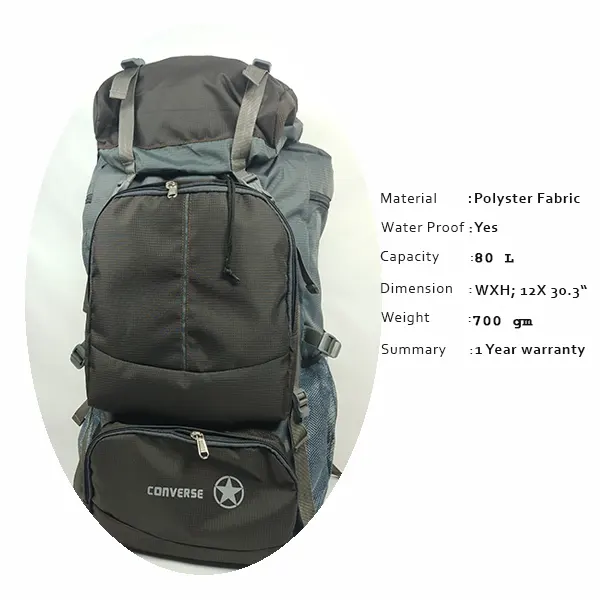 Material :Polyster Fabric
Water Proof :Yes
Capacity :80 L
Dimension : WXH; 12X 30.3“
Weight :700 gm
Summary :1 Year warranty
CONVERSE